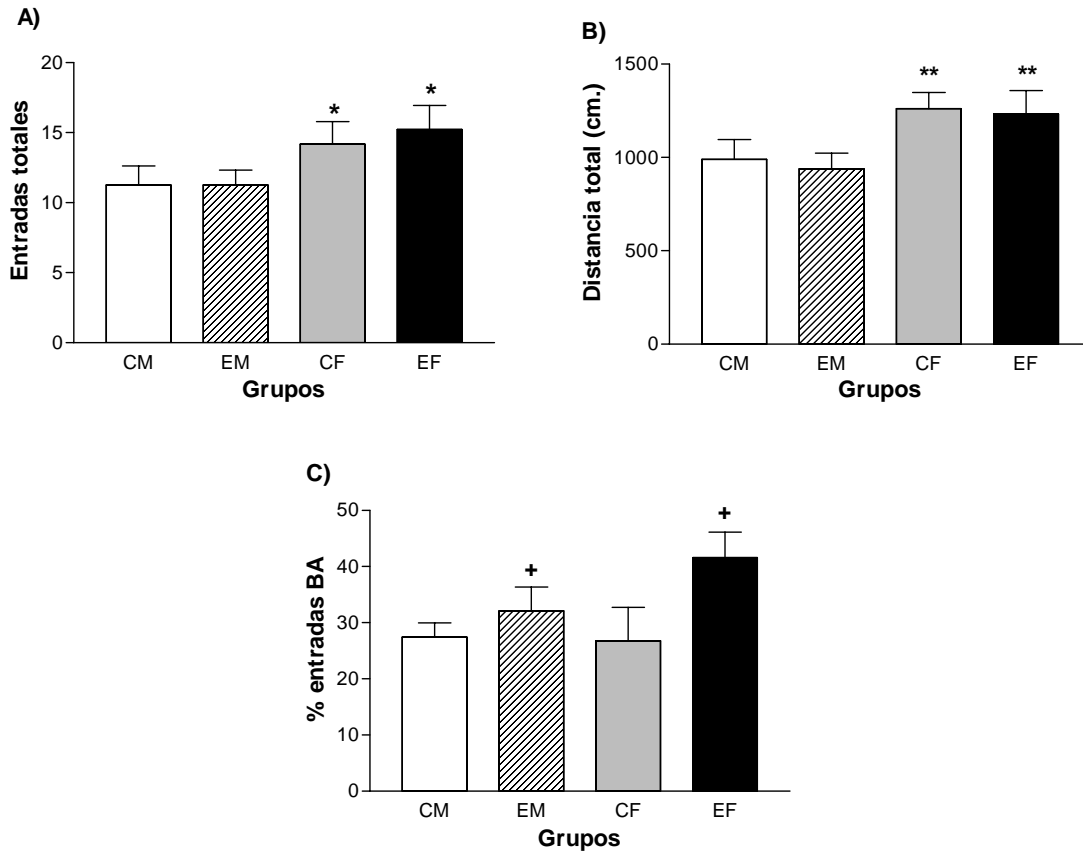 A)
Entradas totales
20
15
10
5
0
*
*
CM EM CF EF
Grupos
B)
Distancia total (cm.)
1500
1000
500
0
**
**
CM EM CF EF
Grupos
C)
% entradas BA
50
40
30
20
10
0
+
+
CM EM CF EF
Grupos